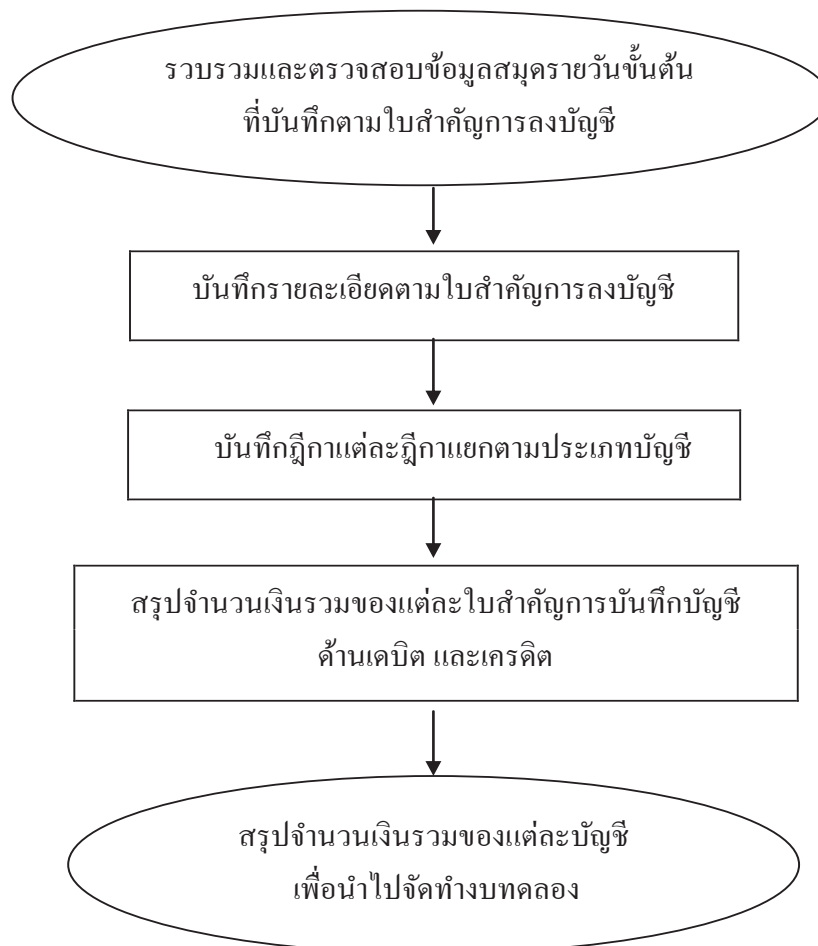 รวบรวมและตรวจสอบข้อมูลสมุดรายวันขั้นต้น
ที่บันทึกตามใบสำคัญการลงบัญชี
บันทึกรายละเอียดตามใบสำคัญการลงบัญชี
บันทึกฎีกาแต่ละฎีกาแยกตามประเภทบัญชี
สรุปจำนวนเงินรวมของแต่ละใบสำคัญการบันทึกบัญชี
ด้านเดบิต และเครดิต
สรุปจำนวนเงินรวมของแต่ละบัญชี
เพื่อนำไปจัดทำงบทดลอง